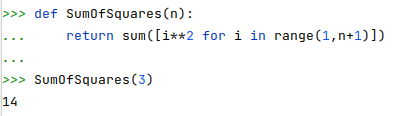 >>> def SumOfSquares(n):
...     return sum([i**2 for i in range(1,n+1)])
...
>>> SumOfSquares(3)
14